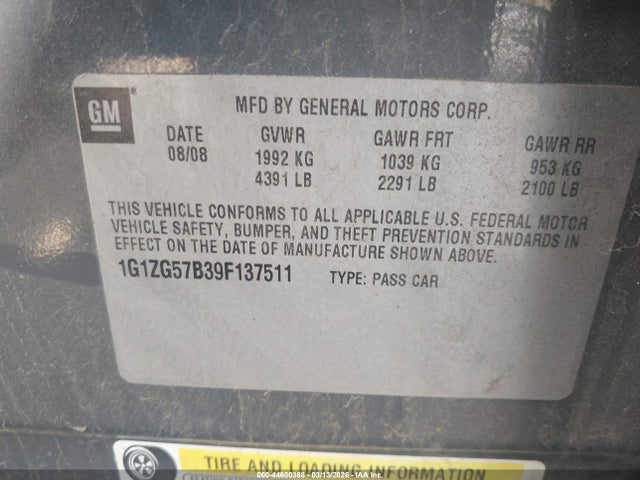 GM
MFD BY GENERAL MOTORS CORP.
DATE GVWR GAWR FRT GAWR RR
08/08 1992 KG 1039 KG 953 KG
4391 LB 2291 LB 2100 LB
THIS VEHICLE CONFORMS TO ALL APPLICABLE U.S. FEDERAL MOTOR
VEHICLE SAFETY, BUMPER, AND THEFT PREVENTION STANDARDS IN
EFFECT ON THE DATE OF MANUFACTURE SHOWN ABOVE.
1G1ZG57B39F137511 TYPE: PASS CAR
TIRE AND LOADING INFORMATION
000-44600388 | 03/13/2026 | Copart, Inc.